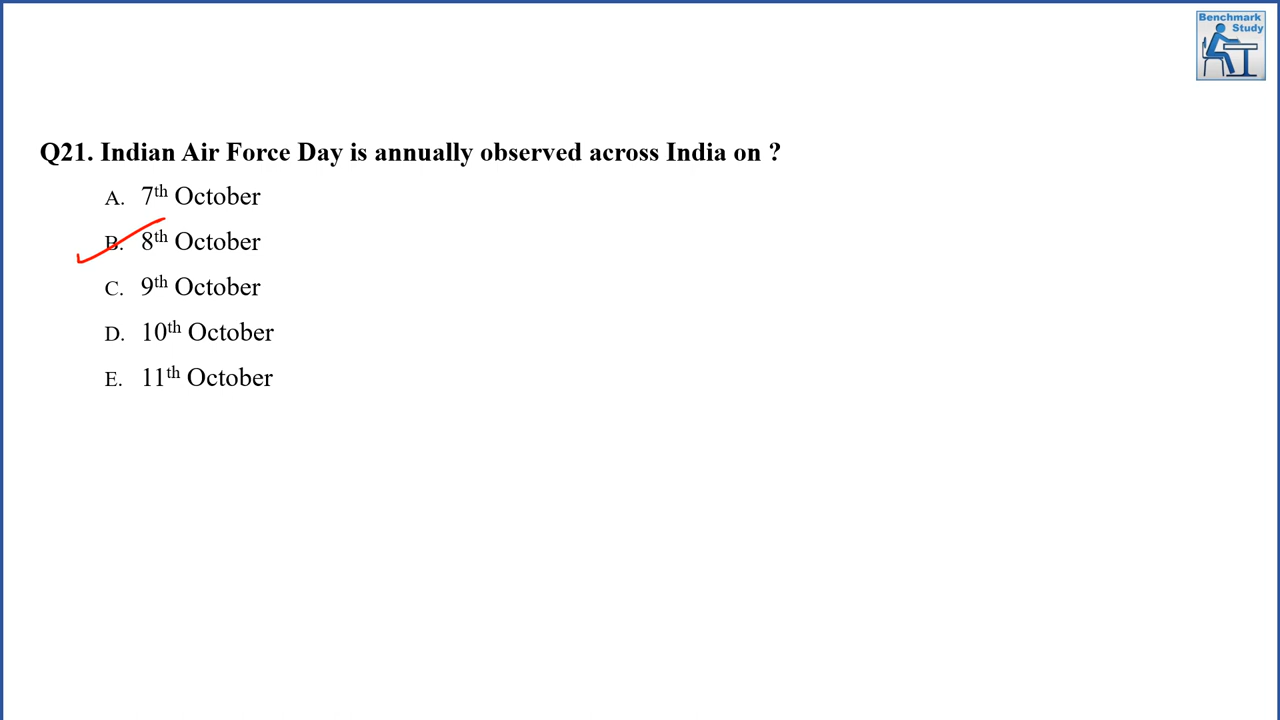 Benchmark
Study
Q21. Indian Air Force Day is annually observed across India on ?
A. 7th October
B. 8th October
C. 9th October
D. 10th October
E. 11th October